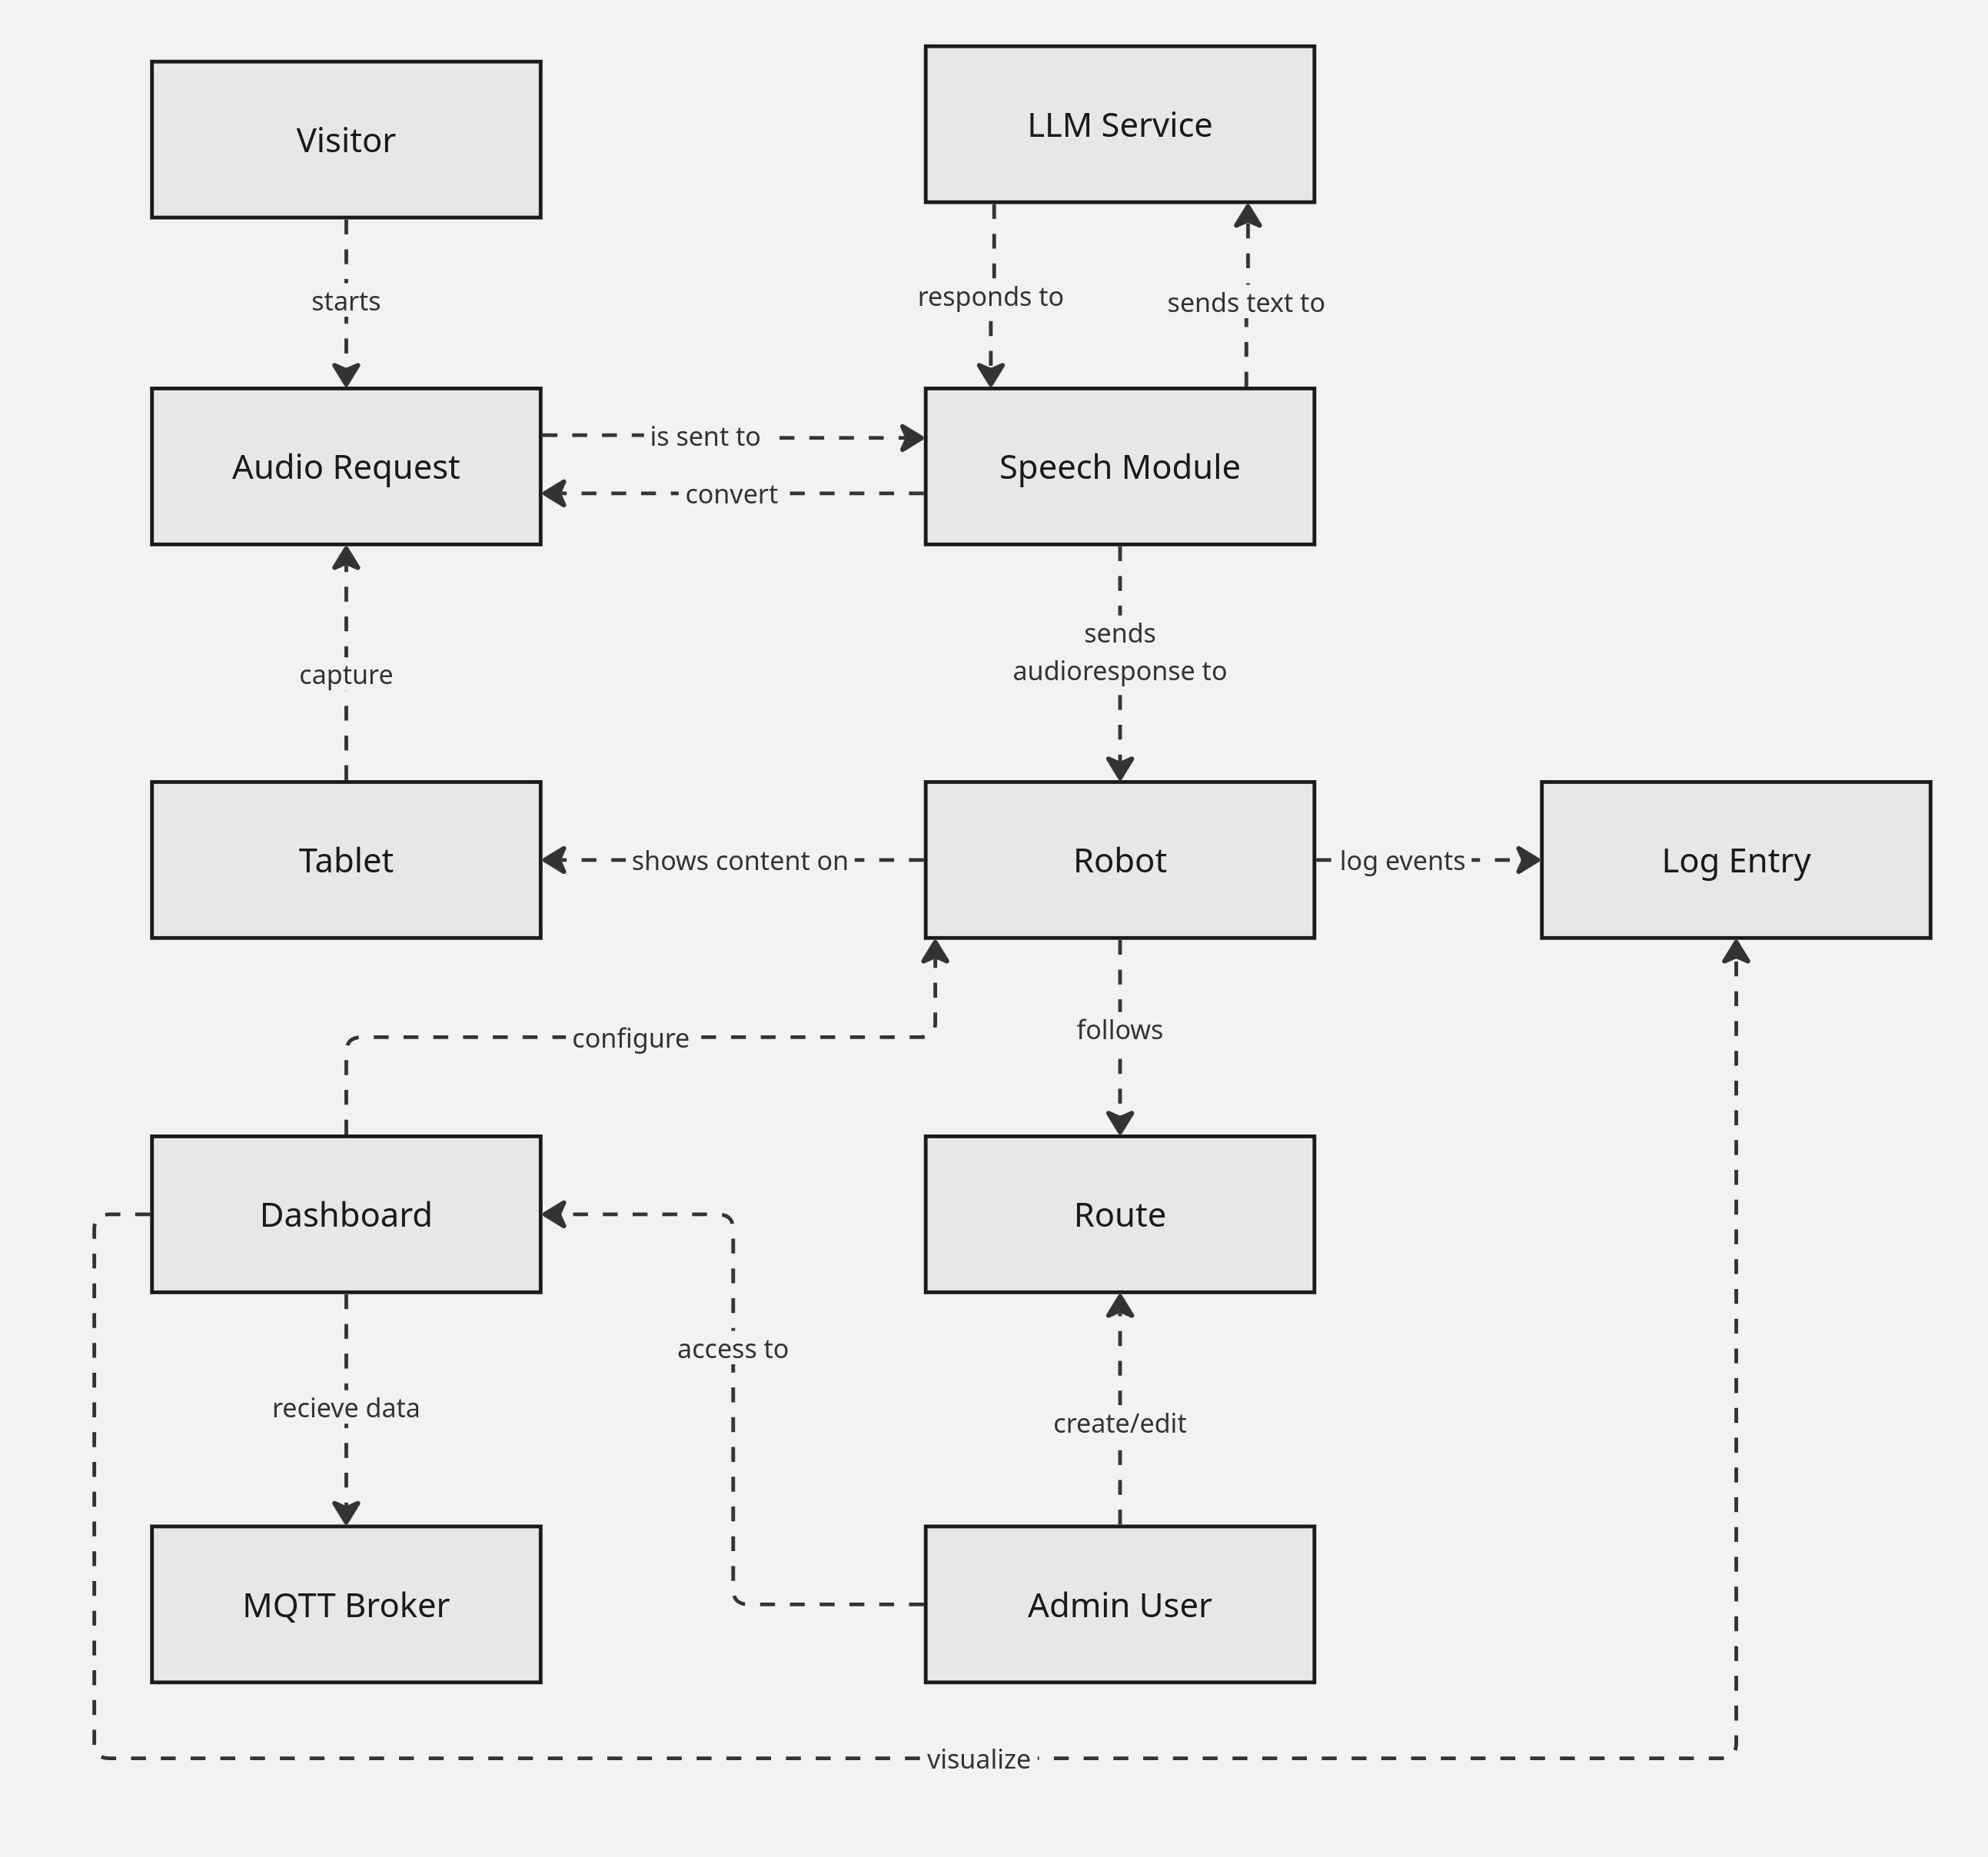 Visitor
LLM Service
starts
responds to
sends text to
Audio Request
is sent to
convert
Speech Module
capture
sends
audioresponse to
Tablet
shows content on
Robot
log events
Log Entry
configure
follows
Dashboard
Route
access to
recieve data
create/edit
MQTT Broker
Admin User
visualize